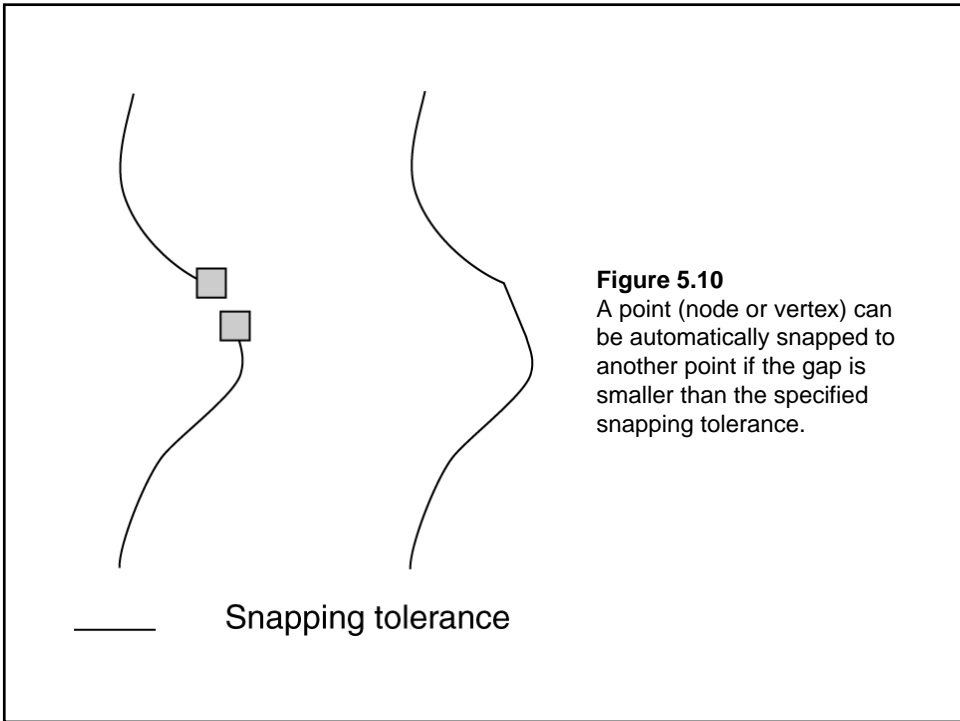 Figure 5.10
A point (node or vertex) can
be automatically snapped to
another point if the gap is
smaller than the specified
snapping tolerance.
Snapping tolerance